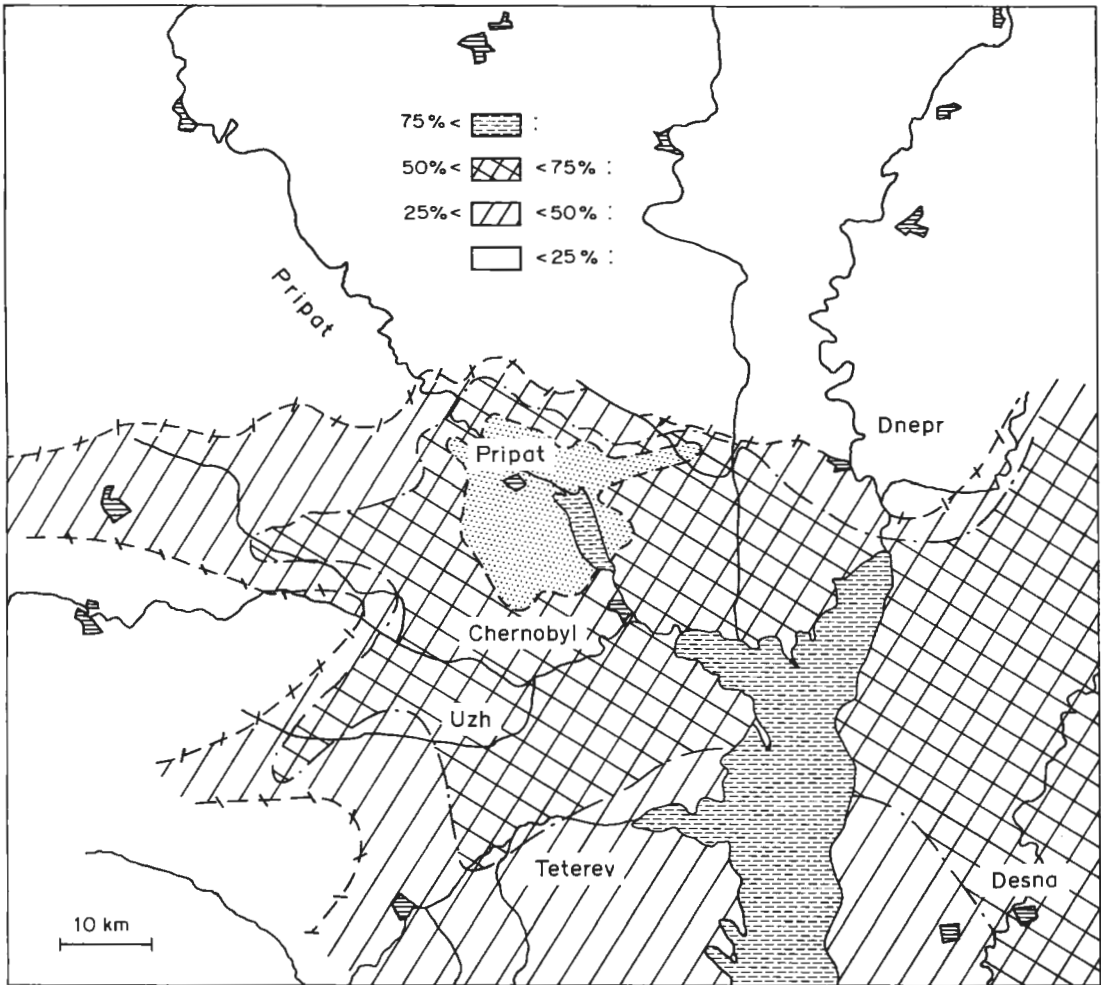 75% < :
50% < < 75% :
25% < < 50% :
< 25% :
Pripat
Dnepr
Pripat
Chernobyl
Uzh
Teterev
Desna
10 km